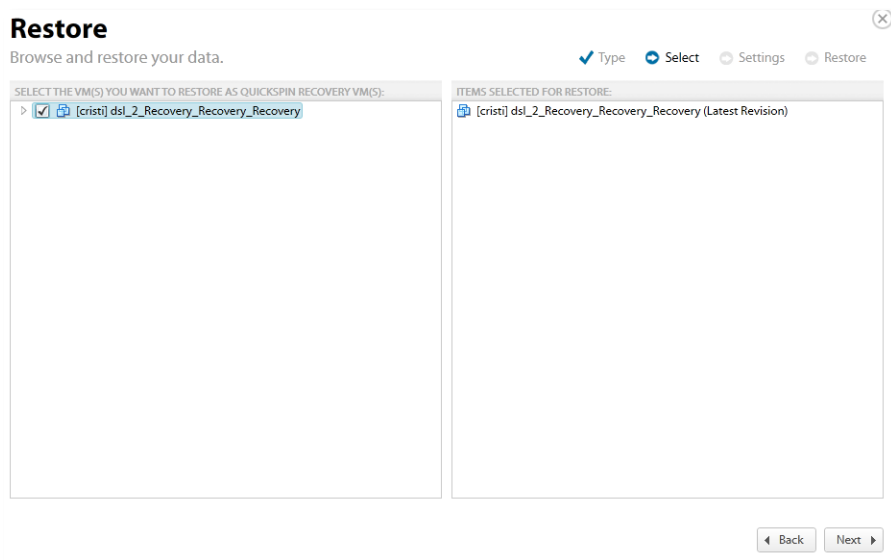 Restore
Browse and restore your data.
Type Select Settings Restore
SELECT THE VM(S) YOU WANT TO RESTORE AS QUICKSPIN RECOVERY VM(S):
[cristi] dsl_2_Recovery_Recovery_Recovery
ITEMS SELECTED FOR RESTORE:
[cristi] dsl_2_Recovery_Recovery_Recovery (Latest Revision)
Back Next